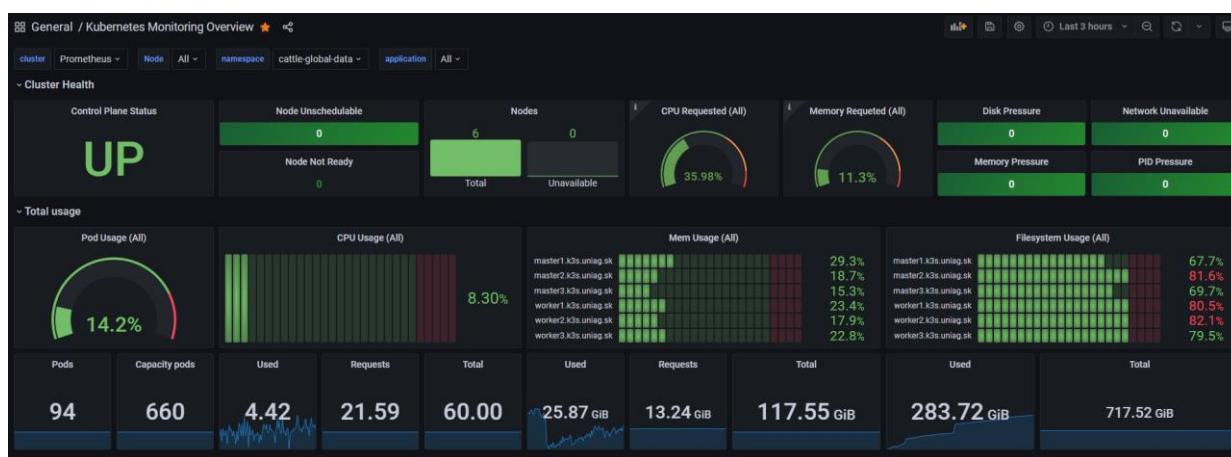 General / Kubernetes Monitoring Overview
Last 3 hours
cluster Prometheus Node All namespace cattle-global-data application All
Cluster Health
Control Plane Status
UP
Node Unschedulable
0
Node Not Ready
0
Nodes
6 0
Total Unavailable
CPU Requested (All)
35.98%
Memory Requeted (All)
11.3%
Disk Pressure
0
Network Unavailable
0
Memory Pressure
0
PID Pressure
0
Total usage
Pod Usage (All)
14.2%
CPU Usage (All)
8.30%
Mem Usage (All)
master1.k3s.uniag.sk 29.3%
master2.k3s.uniag.sk 18.7%
master3.k3s.uniag.sk 15.3%
worker1.k3s.uniag.sk 23.4%
worker2.k3s.uniag.sk 17.9%
worker3.k3s.uniag.sk 22.8%
Filesystem Usage (All)
master1.k3s.uniag.sk 67.7%
master2.k3s.uniag.sk 81.6%
master3.k3s.uniag.sk 69.7%
worker1.k3s.uniag.sk 80.5%
worker2.k3s.uniag.sk 82.1%
worker3.k3s.uniag.sk 79.5%
Pods
94
Capacity pods
660
Used
4.42
Requests
21.59
Total
60.00
Used
25.87 GiB
Requests
13.24 GiB
Total
117.55 GiB
Used
283.72 GiB
Total
717.52 GiB